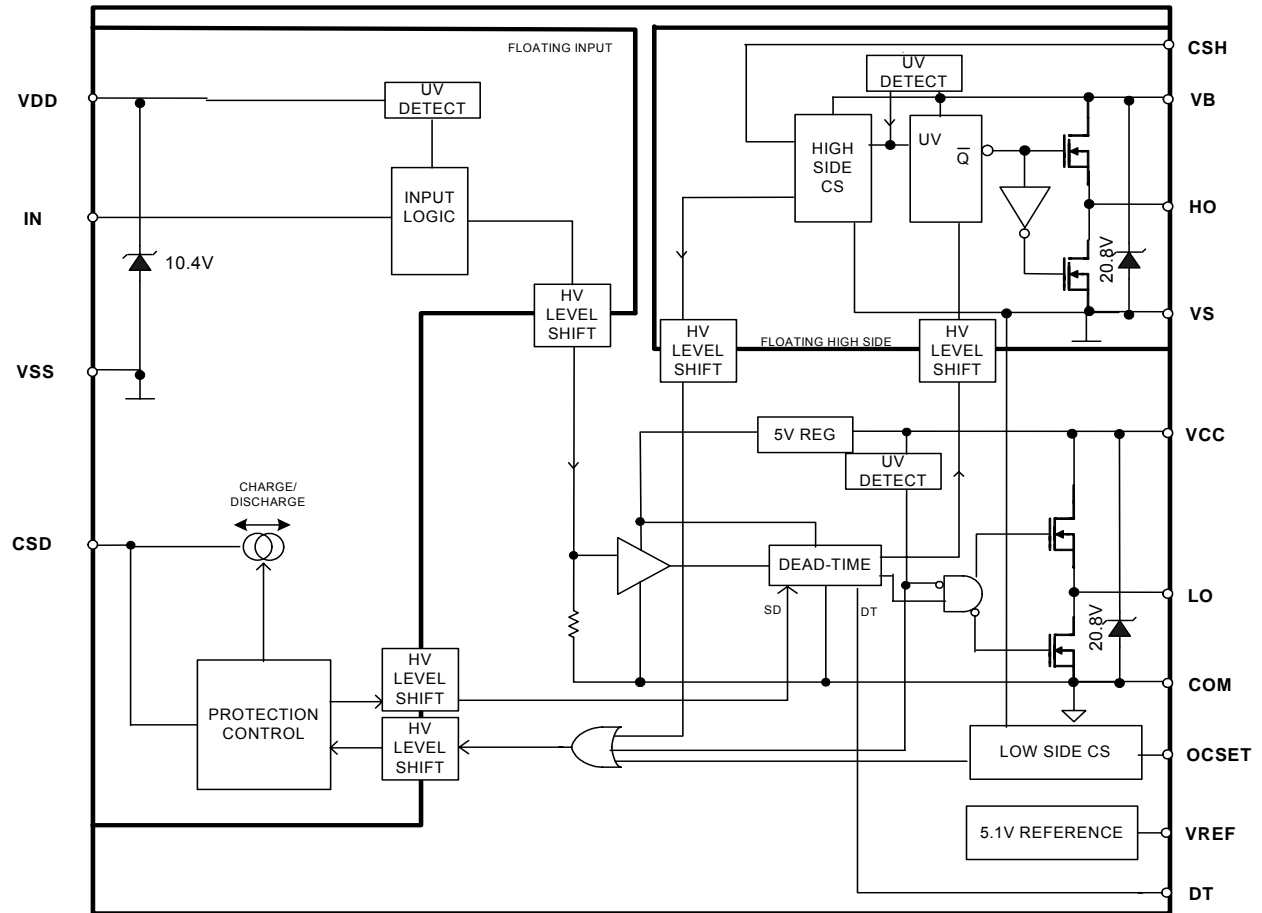 FLOATING INPUT
CSH
UV
DETECT
VDD
UV
DETECT
VB
HIGH
SIDE
CS
UV
Q
INPUT
LOGIC
IN
HO
10.4V
20.8V
HV
LEVEL
SHIFT
VS
HV
LEVEL
SHIFT
FLOATING HIGH SIDE
HV
LEVEL
SHIFT
VSS
5V REG
VCC
UV
DETECT
CHARGE/
DISCHARGE
CSD
DEAD-TIME
SD
DT
LO
20.8V
HV
LEVEL
SHIFT
COM
PROTECTION
CONTROL
HV
LEVEL
SHIFT
LOW SIDE CS
OCSET
5.1V REFERENCE
VREF
DT